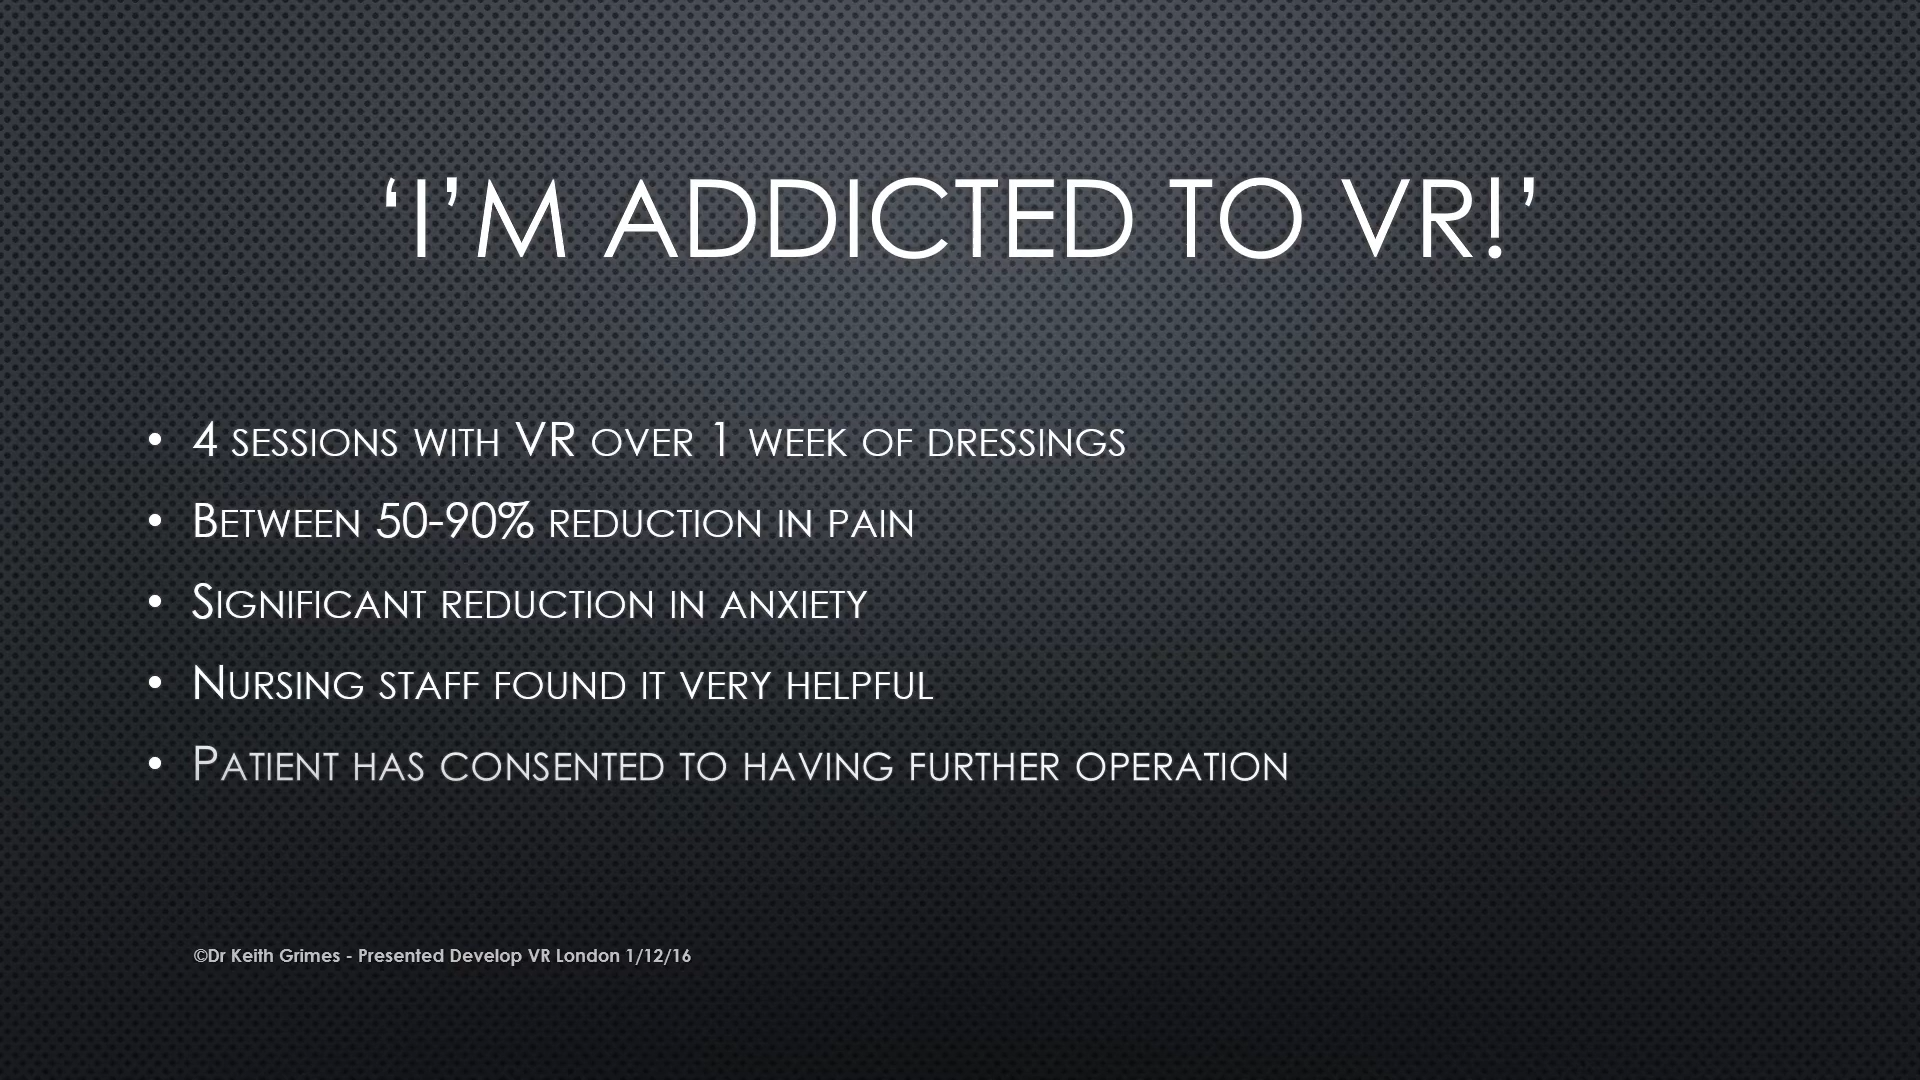 ‘I’M ADDICTED TO VR!’
• 4 SESSIONS WITH VR OVER 1 WEEK OF DRESSINGS
• BETWEEN 50-90% REDUCTION IN PAIN
• SIGNIFICANT REDUCTION IN ANXIETY
• NURSING STAFF FOUND IT VERY HELPFUL
• PATIENT HAS CONSENTED TO HAVING FURTHER OPERATION
©Dr Keith Grimes - Presented Develop VR London 1/12/16